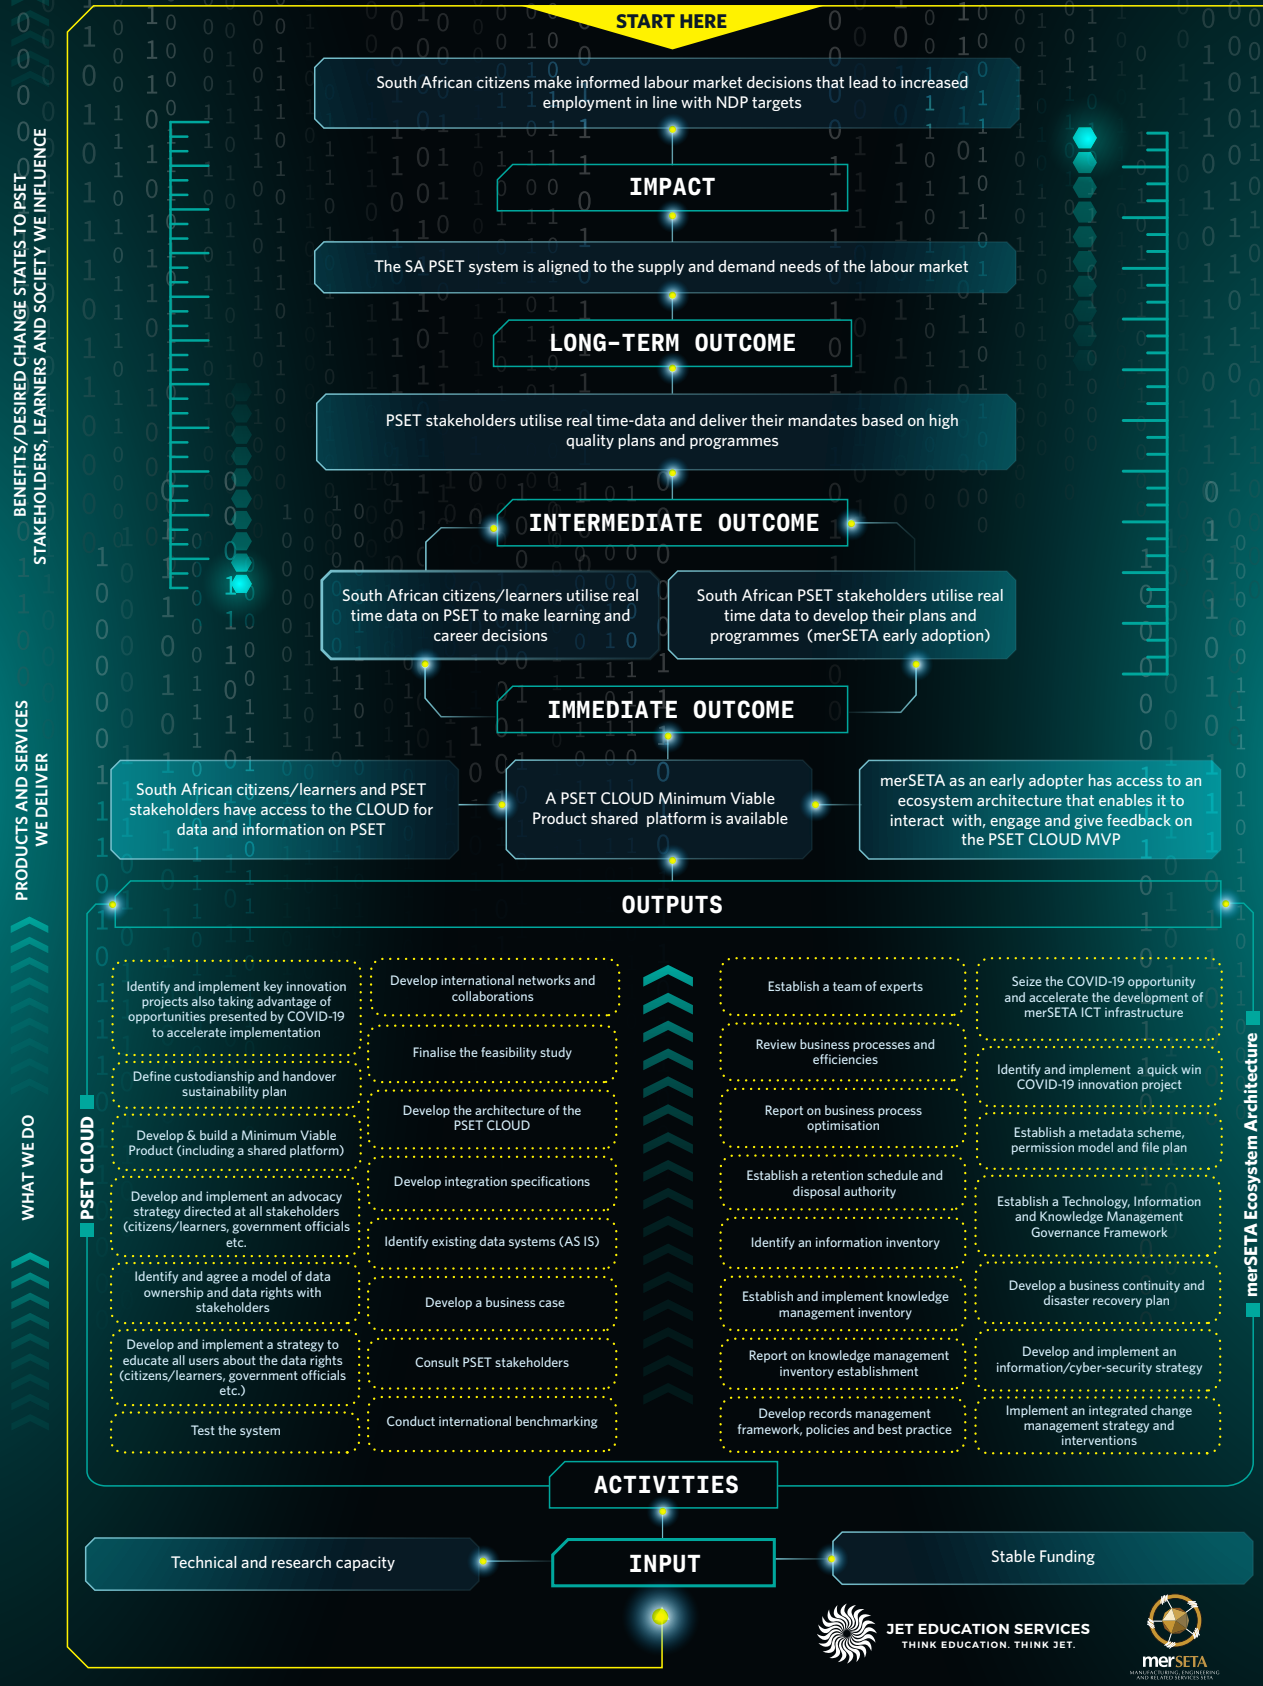 START HERE
South African citizens make informed labour market decisions that lead to increased
employment in line with NDP targets
IMPACT
The SA PSET system is aligned to the supply and demand needs of the labour market
LONG-TERM OUTCOME
PSET stakeholders utilise real time-data and deliver their mandates based on high
quality plans and programmes
INTERMEDIATE OUTCOME
South African citizens/learners utilise real
time data on PSET to make learning and
career decisions
South African PSET stakeholders utilise real
time data to develop their plans and
programmes (merSETA early adoption)
IMMEDIATE OUTCOME
South African citizens/learners and PSET
stakeholders have access to the CLOUD for
data and information on PSET
A PSET CLOUD Minimum Viable
Product shared platform is available
merSETA as an early adopter has access to an
ecosystem architecture that enables it to
interact with, engage and give feedback on
the PSET CLOUD MVP
OUTPUTS
Identify and implement key innovation
projects also taking advantage of
opportunities presented by COVID-19
to accelerate implementation
Define custodianship and handover
sustainability plan
Develop & build a Minimum Viable
Product (including a shared platform)
Develop and implement an advocacy
strategy directed at all stakeholders
(citizens/learners, government officials
etc.
Identify and agree a model of data
ownership and data rights with
stakeholders
Develop and implement a strategy to
educate all users about the data rights
(citizens/learners, government officials
etc.)
Test the system
Develop international networks and
collaborations
Finalise the feasibility study
Develop the architecture of the
PSET CLOUD
Develop integration specifications
Identify existing data systems (AS IS)
Develop a business case
Consult PSET stakeholders
Conduct international benchmarking
Establish a team of experts
Review business processes and
efficiencies
Report on business process
optimisation
Establish a retention schedule and
disposal authority
Identify an information inventory
Establish and implement knowledge
management inventory
Report on knowledge management
inventory establishment
Develop records management
framework, policies and best practice
Seize the COVID-19 opportunity
and accelerate the development of
merSETA ICT infrastructure
Identify and implement a quick win
COVID-19 innovation project
Establish a metadata scheme,
permission model and file plan
Establish a Technology, Information
and Knowledge Management
Governance Framework
Develop a business continuity and
disaster recovery plan
Develop and implement an
information/cyber-security strategy
Implement an integrated change
management strategy and
interventions
ACTIVITIES
Technical and research capacity
INPUT
Stable Funding
BENEFITS/DESIRED CHANGE STATES TO PSET
STAKEHOLDERS, LEARNERS AND SOCIETY WE INFLUENCE
PRODUCTS AND SERVICES
WE DELIVER
WHAT WE DO
PSET CLOUD
merSETA Ecosystem Architecture
JET EDUCATION SERVICES
THINK EDUCATION. THINK JET.
merSETA
MANUFACTURING, ENGINEERING
AND RELATED SERVICES SETA